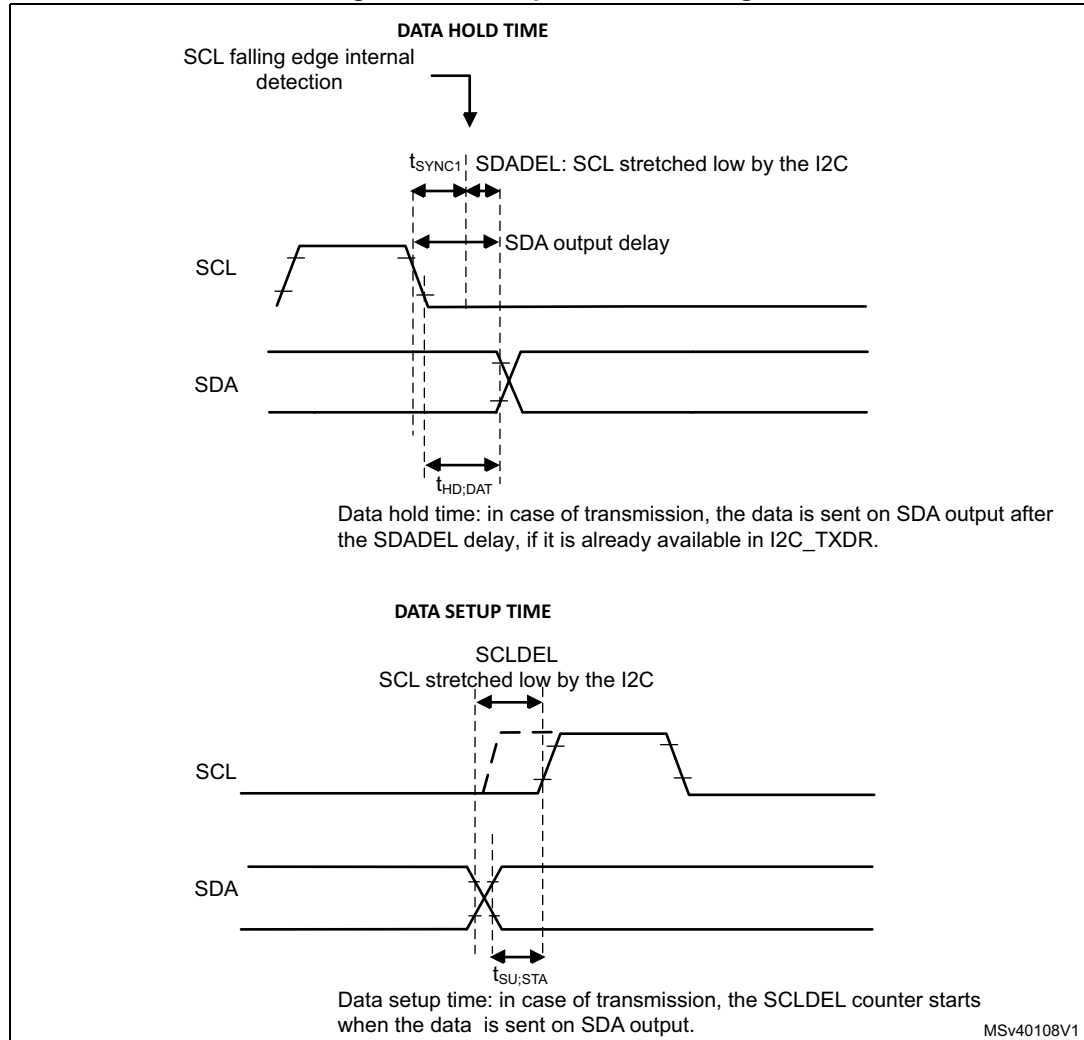 DATA HOLD TIME
SCL falling edge internal
detection
tSYNC1 SDADEL: SCL stretched low by the I2C
SDA output delay
SCL
SDA
tHD;DAT
Data hold time: in case of transmission, the data is sent on SDA output after
the SDADEL delay, if it is already available in I2C_TXDR.
DATA SETUP TIME
SCLDEL
SCL stretched low by the I2C
SCL
SDA
tSU;STA
Data setup time: in case of transmission, the SCLDEL counter starts
when the data is sent on SDA output.
MSv40108V1